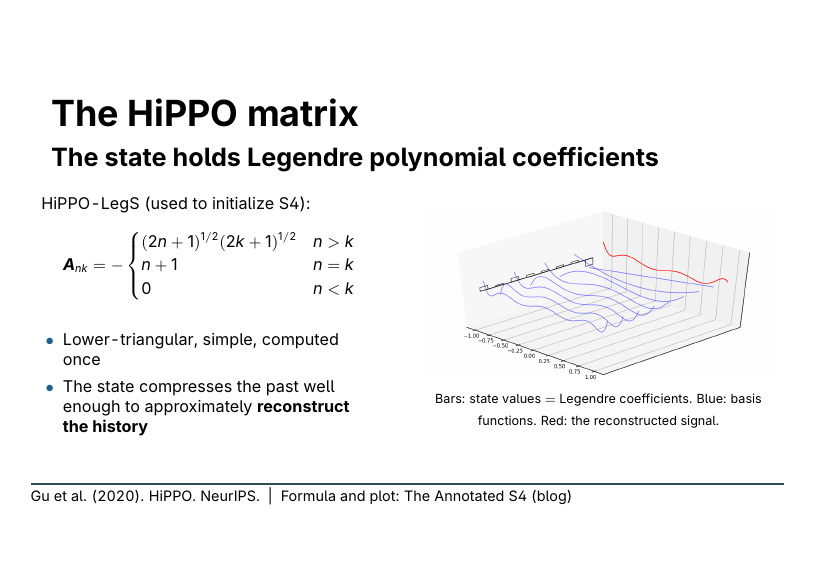 The HiPPO matrix
The state holds Legendre polynomial coefficients
HiPPO-LegS (used to initialize S4):
(2n + 1)^{1/2}(2k + 1)^{1/2} n > k
A_{nk} = − { n + 1 n = k
0 n < k
• Lower-triangular, simple, computed
once
• The state compresses the past well
enough to approximately reconstruct
the history
−1.00
−0.75
−0.50
−0.25
0.00
0.25
0.50
0.75
1.00
Bars: state values = Legendre coefficients. Blue: basis
functions. Red: the reconstructed signal.
Gu et al. (2020). HiPPO. NeurIPS. | Formula and plot: The Annotated S4 (blog)